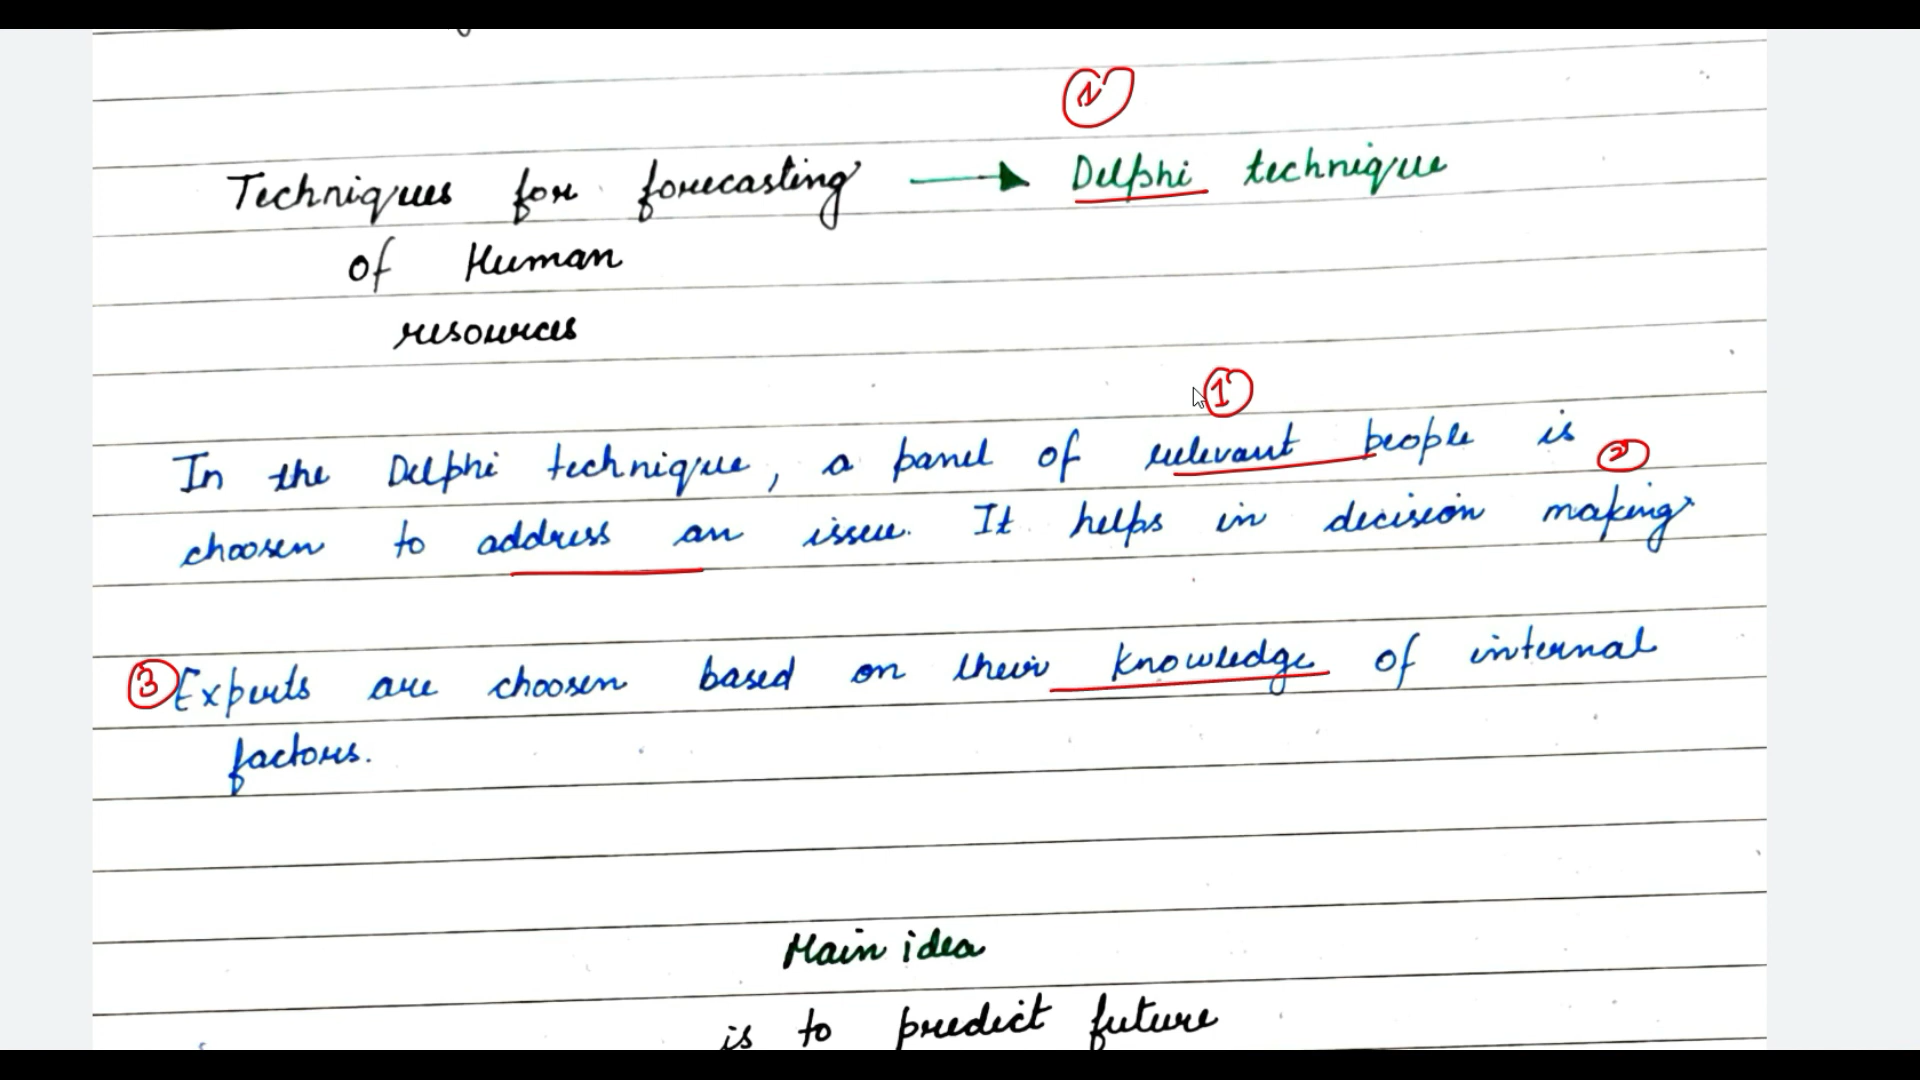 1
Techniques for forecasting → Delphi technique
of Human
resources
1
In the Delphi technique, a panel of relevant people is
2
choosen to address an issue. It helps in decision making
3 Experts are choosen based on their knowledge of internal
factors.
Main idea
is to predict future